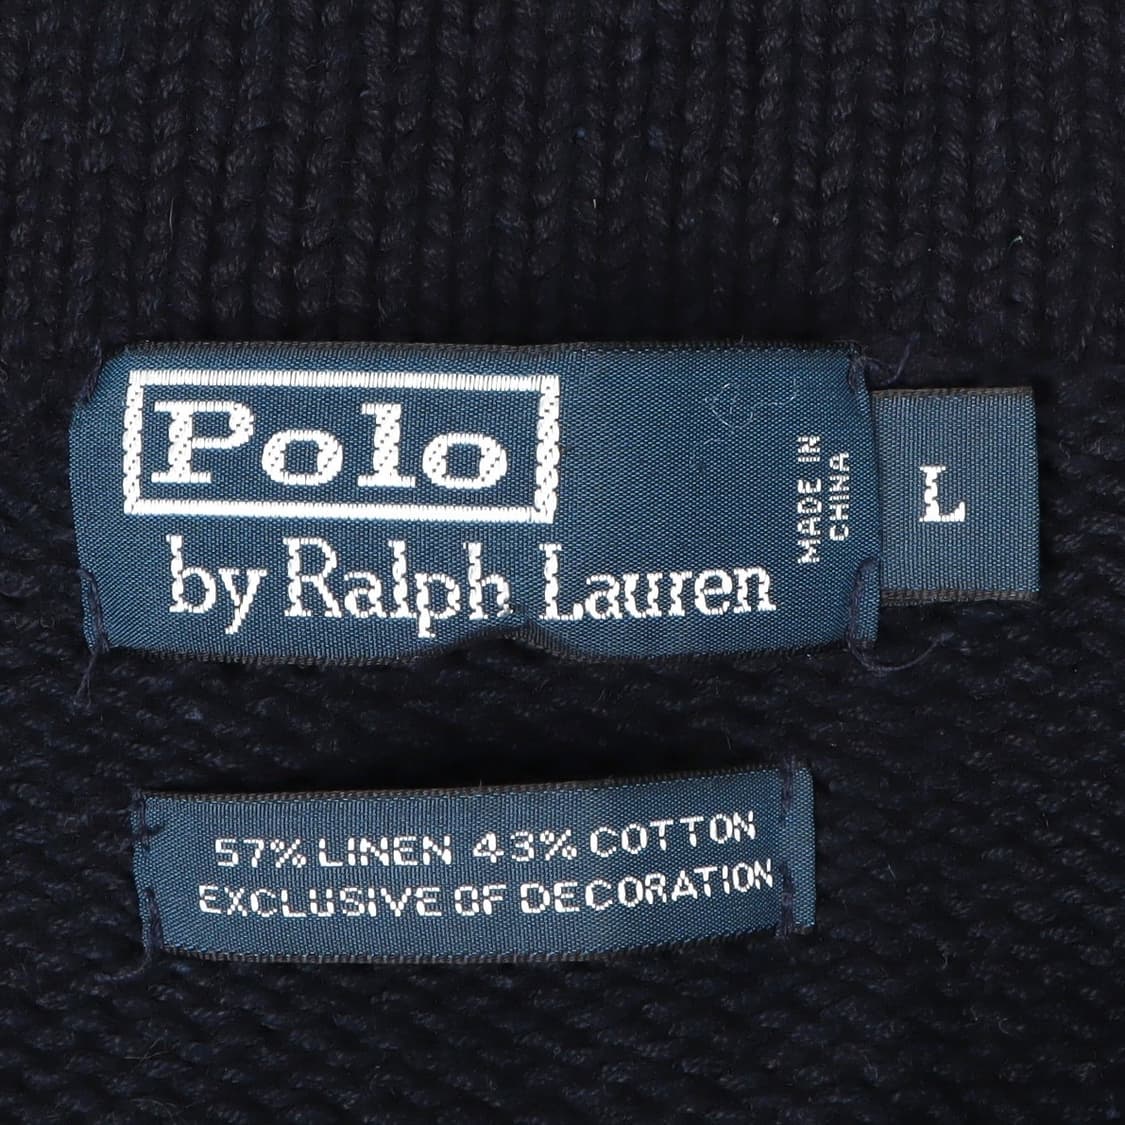 Polo
by Ralph Lauren
MADE IN
CHINA
L
57% LINEN 43% COTTON
EXCLUSIVE OF DECORATION